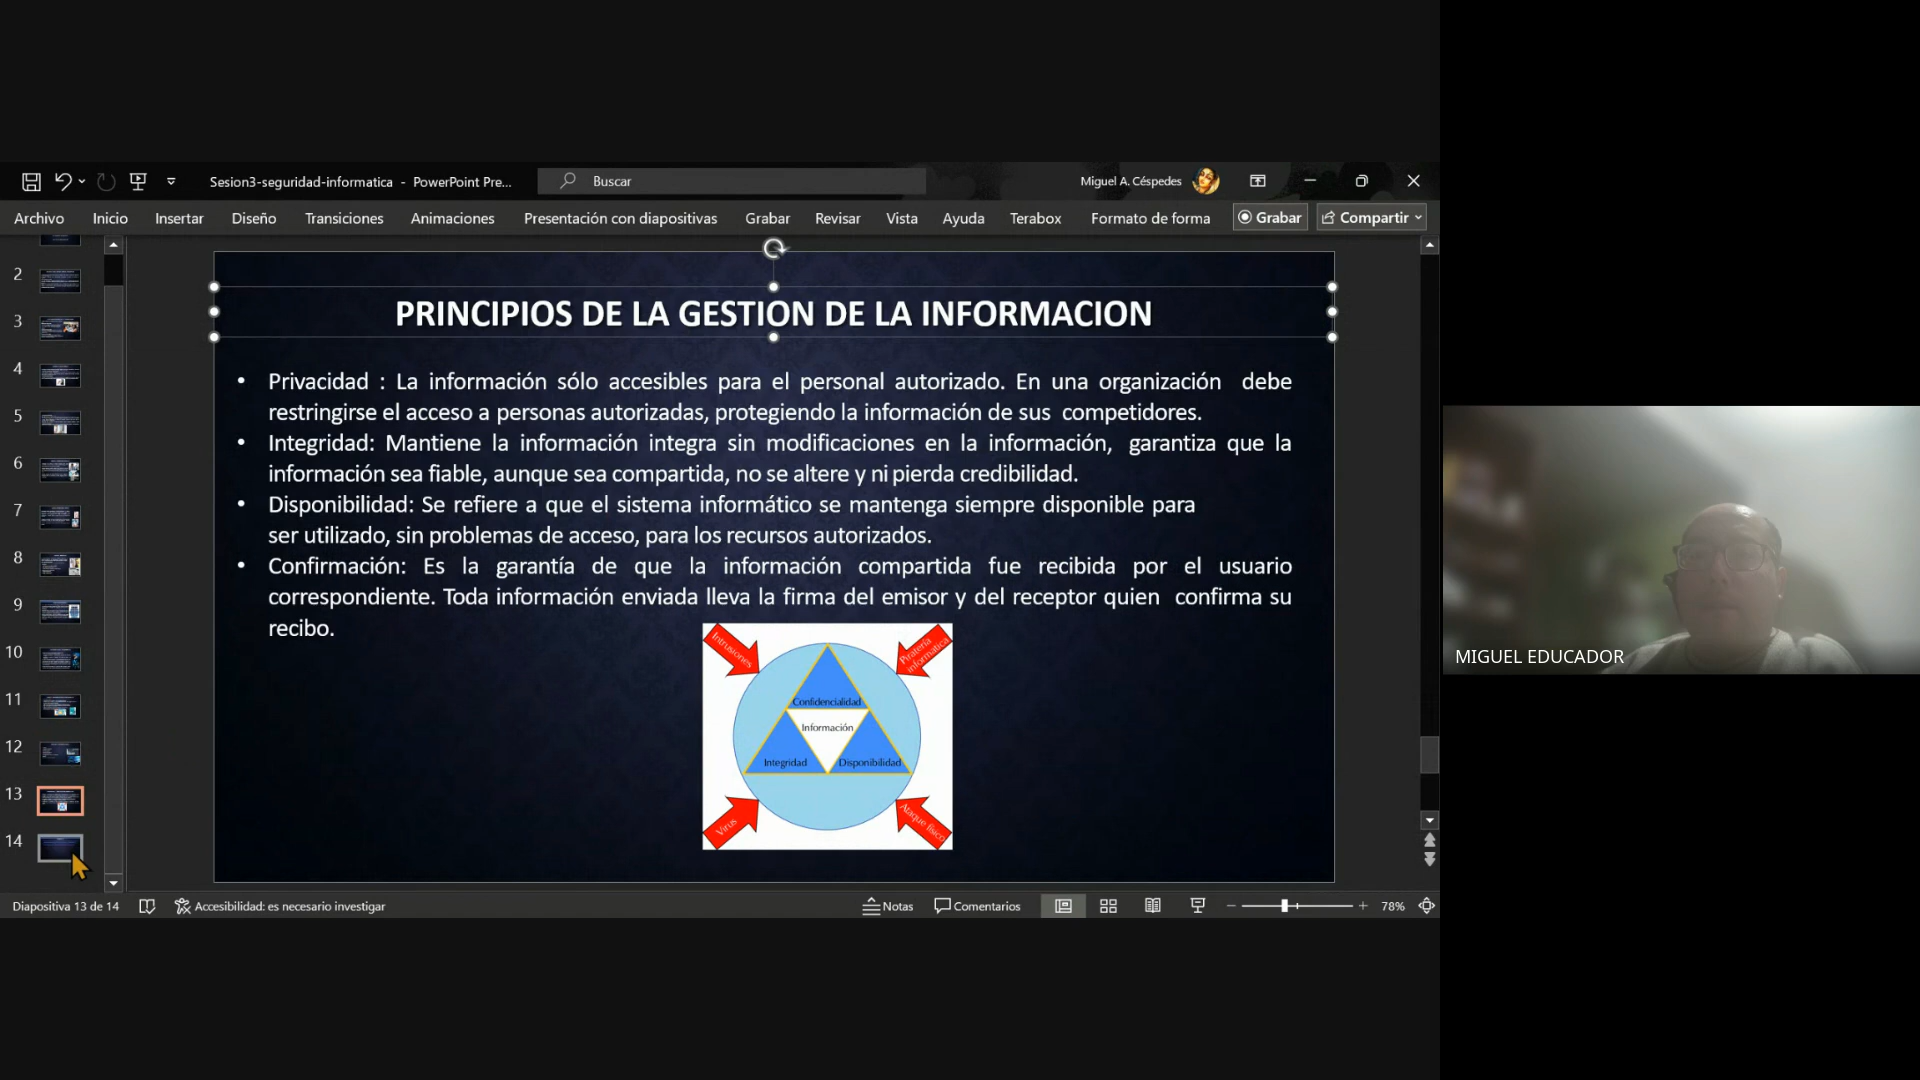 Sesion3-seguridad-informatica - PowerPoint Pre...
Buscar
Miguel A. Céspedes
Archivo Inicio Insertar Diseño Transiciones Animaciones Presentación con diapositivas Grabar Revisar Vista Ayuda Terabox Formato de forma Grabar Compartir
2
3
4
5
6
7
8
9
10
11
12
13
14
PRINCIPIOS DE LA GESTION DE LA INFORMACION
• Privacidad : La información sólo accesibles para el personal autorizado. En una organización debe
restringirse el acceso a personas autorizadas, protegiendo la información de sus competidores.
• Integridad: Mantiene la información integra sin modificaciones en la información, garantiza que la
información sea fiable, aunque sea compartida, no se altere y ni pierda credibilidad.
• Disponibilidad: Se refiere a que el sistema informático se mantenga siempre disponible para
ser utilizado, sin problemas de acceso, para los recursos autorizados.
• Confirmación: Es la garantía de que la información compartida fue recibida por el usuario
correspondiente. Toda información enviada lleva la firma del emisor y del receptor quien confirma su
recibo.
Intrusiones
Piratería
informática
Confidencialidad
Información
Integridad
Disponibilidad
Virus
Ataque físico
MIGUEL EDUCADOR
Diapositiva 13 de 14
Accesibilidad: es necesario investigar
Notas
Comentarios
78%